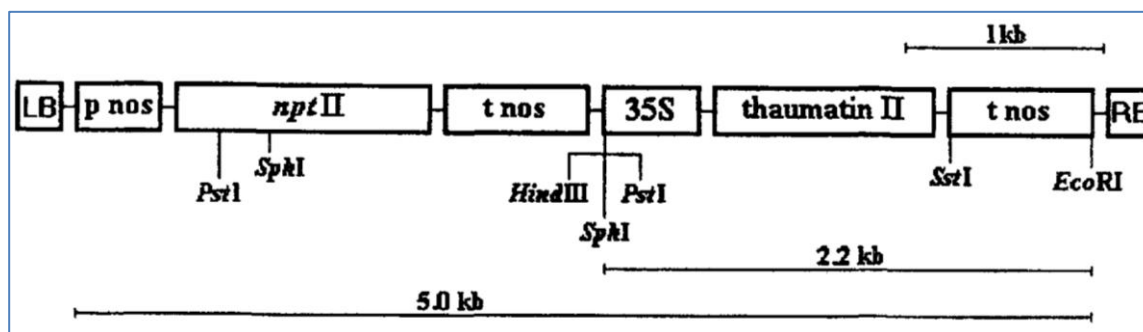 1kb
LB p nos nptII t nos 35S thaumatin II t nos RB
PstI SphI HindIII PstI SstI EcoRI
SphI
2.2 kb
5.0 kb